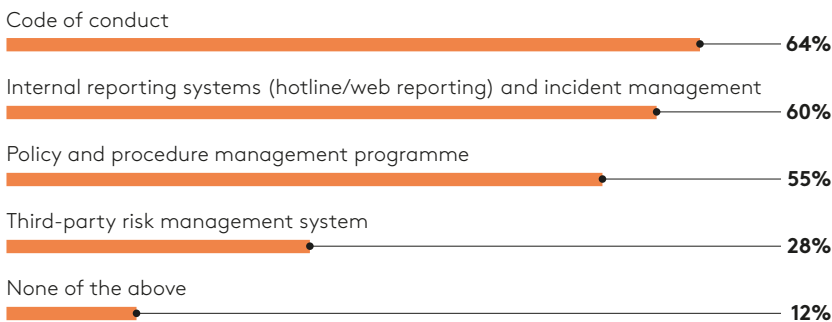 Code of conduct
64%
Internal reporting systems (hotline/web reporting) and incident management
60%
Policy and procedure management programme
55%
Third-party risk management system
28%
None of the above
12%